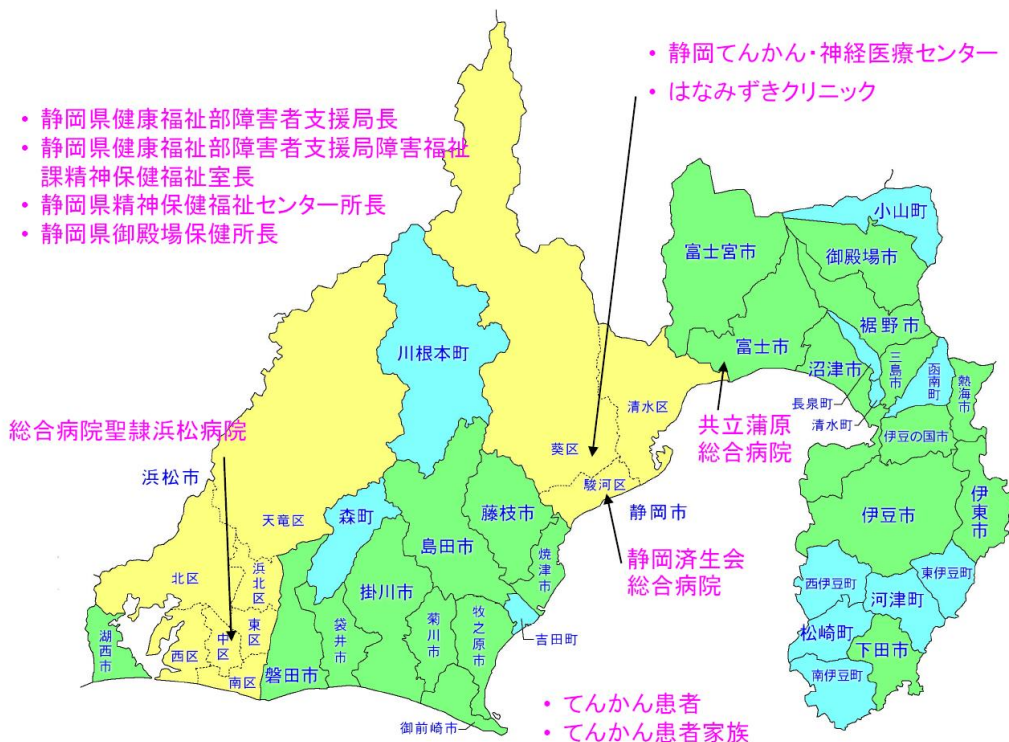 ・静岡てんかん・神経医療センター
・はなみずきクリニック
・静岡県健康福祉部障害者支援局長
・静岡県健康福祉部障害者支援局障害福祉
課精神保健福祉室長
・静岡県精神保健福祉センター所長
・静岡県御殿場保健所長
小山町
富士宮市
御殿場市
裾野市
川根本町
富士市
沼津市
三島市
函南町
熱海市
長泉町
清水町
清水区
伊豆の国市
総合病院聖隷浜松病院
共立蒲原
総合病院
葵区
駿河区
浜松市
天竜区
森町
藤枝市
静岡市
伊豆市
伊東市
島田市
焼津市
静岡済生会
総合病院
北区
浜北区
掛川市
西伊豆町
東伊豆町
河津町
湖西市
西区
中区
東区
南区
磐田市
袋井市
菊川市
牧之原市
吉田町
松崎町
下田市
南伊豆町
御前崎市
・てんかん患者
・てんかん患者家族